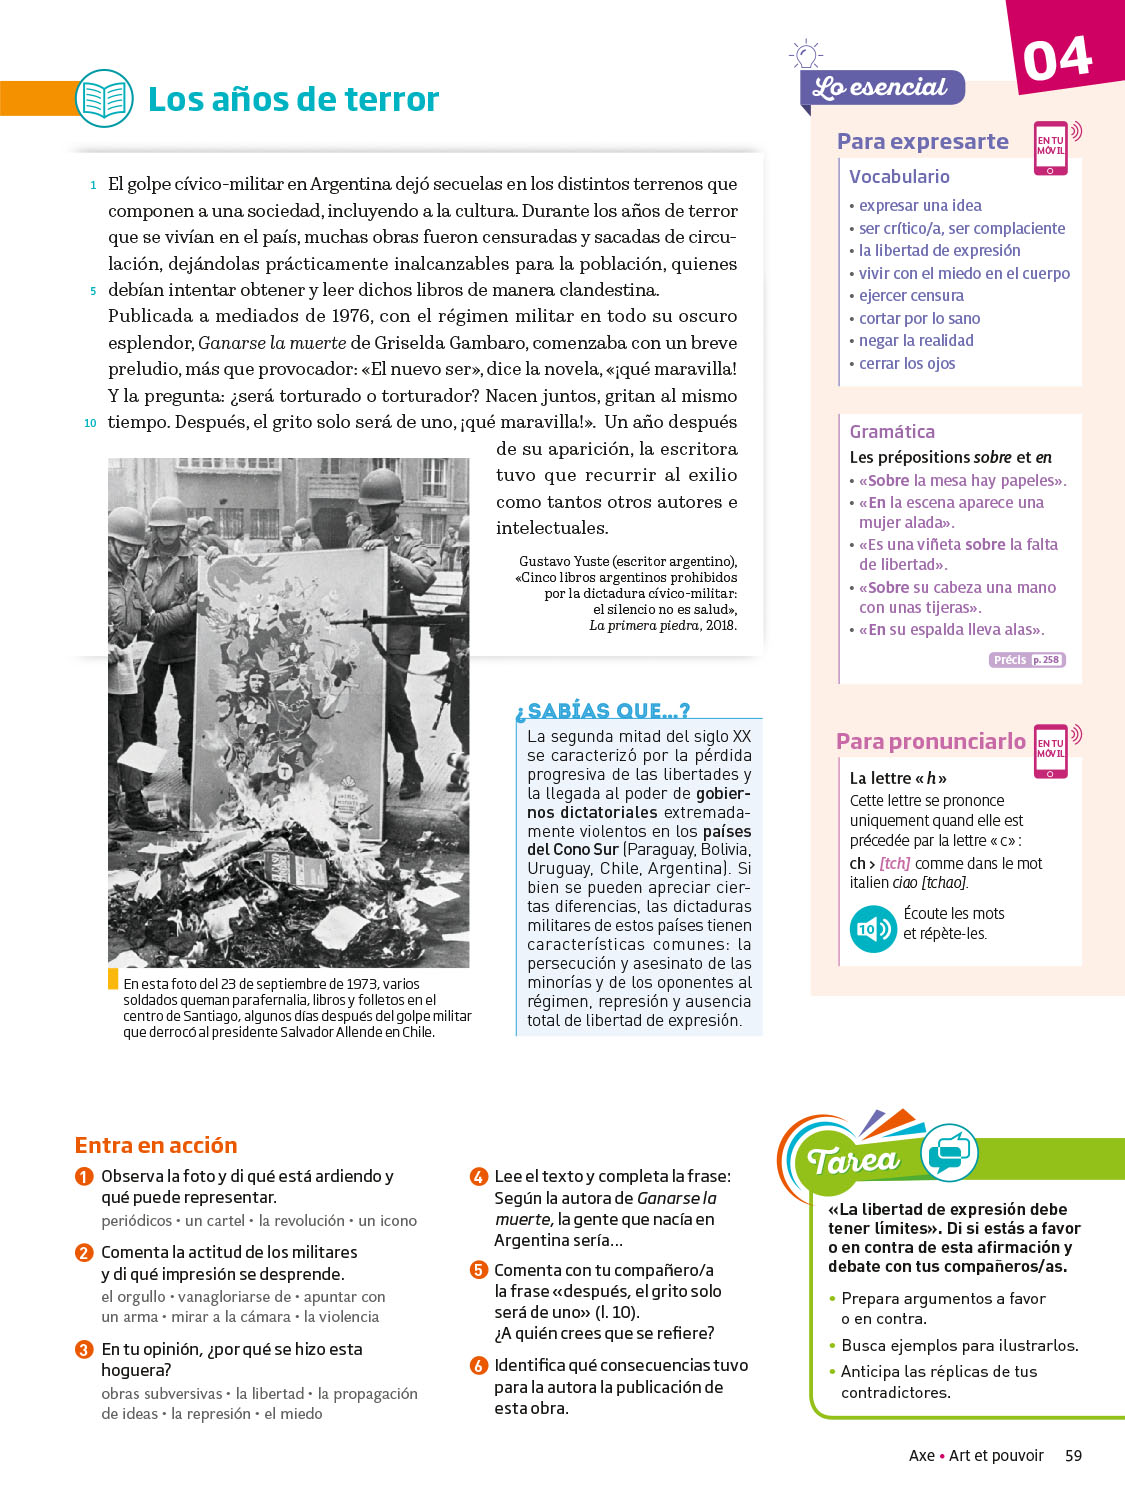 04
Los años de terror
1 El golpe cívico-militar en Argentina dejó secuelas en los distintos terrenos que
componen a una sociedad, incluyendo a la cultura. Durante los años de terror
que se vivían en el país, muchas obras fueron censuradas y sacadas de circu-
lación, dejándolas prácticamente inalcanzables para la población, quienes
5 debían intentar obtener y leer dichos libros de manera clandestina.
Publicada a mediados de 1976, con el régimen militar en todo su oscuro
esplendor, Ganarse la muerte de Griselda Gambaro, comenzaba con un breve
preludio, más que provocador: «El nuevo ser», dice la novela, «¡qué maravilla!
Y la pregunta: ¿será torturado o torturador? Nacen juntos, gritan al mismo
10 tiempo. Después, el grito solo será de uno, ¡qué maravilla!». Un año después
de su aparición, la escritora
tuvo que recurrir al exilio
como tantos otros autores e
intelectuales.
Gustavo Yuste (escritor argentino),
«Cinco libros argentinos prohibidos
por la dictadura cívico-militar:
el silencio no es salud»,
La primera piedra, 2018.
En esta foto del 23 de septiembre de 1973, varios
soldados queman parafernalia, libros y folletos en el
centro de Santiago, algunos días después del golpe militar
que derrocó al presidente Salvador Allende en Chile.
¿SABÍAS QUE...?
La segunda mitad del siglo XX
se caracterizó por la pérdida
progresiva de las libertades y
la llegada al poder de gobier-
nos dictatoriales extremada-
mente violentos en los países
del Cono Sur (Paraguay, Bolivia,
Uruguay, Chile, Argentina). Si
bien se pueden apreciar cier-
tas diferencias, las dictaduras
militares de estos países tienen
características comunes: la
persecución y asesinato de las
minorías y de los oponentes al
régimen, represión y ausencia
total de libertad de expresión.
Lo esencial
Para expresarte
EN TU
MÓVIL
Vocabulario
• expresar una idea
• ser crítico/a, ser complaciente
• la libertad de expresión
• vivir con el miedo en el cuerpo
• ejercer censura
• cortar por lo sano
• negar la realidad
• cerrar los ojos
Gramática
Les prépositions sobre et en
• «Sobre la mesa hay papeles».
• «En la escena aparece una
mujer alada».
• «Es una viñeta sobre la falta
de libertad».
• «Sobre su cabeza una mano
con unas tijeras».
• «En su espalda lleva alas».
Précis p. 258
Para pronunciarlo
EN TU
MÓVIL
La lettre « h »
Cette lettre se prononce
uniquement quand elle est
précedée par la lettre « c » :
ch > [tch] comme dans le mot
italien ciao [tchao].
10
Écoute les mots
et répète-les.
Entra en acción
1 Observa la foto y di qué está ardiendo y
qué puede representar.
periódicos • un cartel • la revolución • un icono
2 Comenta la actitud de los militares
y di qué impresión se desprende.
el orgullo • vanagloriarse de • apuntar con
un arma • mirar a la cámara • la violencia
3 En tu opinión, ¿por qué se hizo esta
hoguera?
obras subversivas • la libertad • la propagación
de ideas • la represión • el miedo
4 Lee el texto y completa la frase:
Según la autora de Ganarse la
muerte, la gente que nacía en
Argentina sería...
5 Comenta con tu compañero/a
la frase «después, el grito solo
será de uno» (l. 10).
¿A quién crees que se refiere?
6 Identifica qué consecuencias tuvo
para la autora la publicación de
esta obra.
Tarea
«La libertad de expresión debe
tener límites». Di si estás a favor
o en contra de esta afirmación y
debate con tus compañeros/as.
• Prepara argumentos a favor
o en contra.
• Busca ejemplos para ilustrarlos.
• Anticipa las réplicas de tus
contradictores.
Axe • Art et pouvoir 59